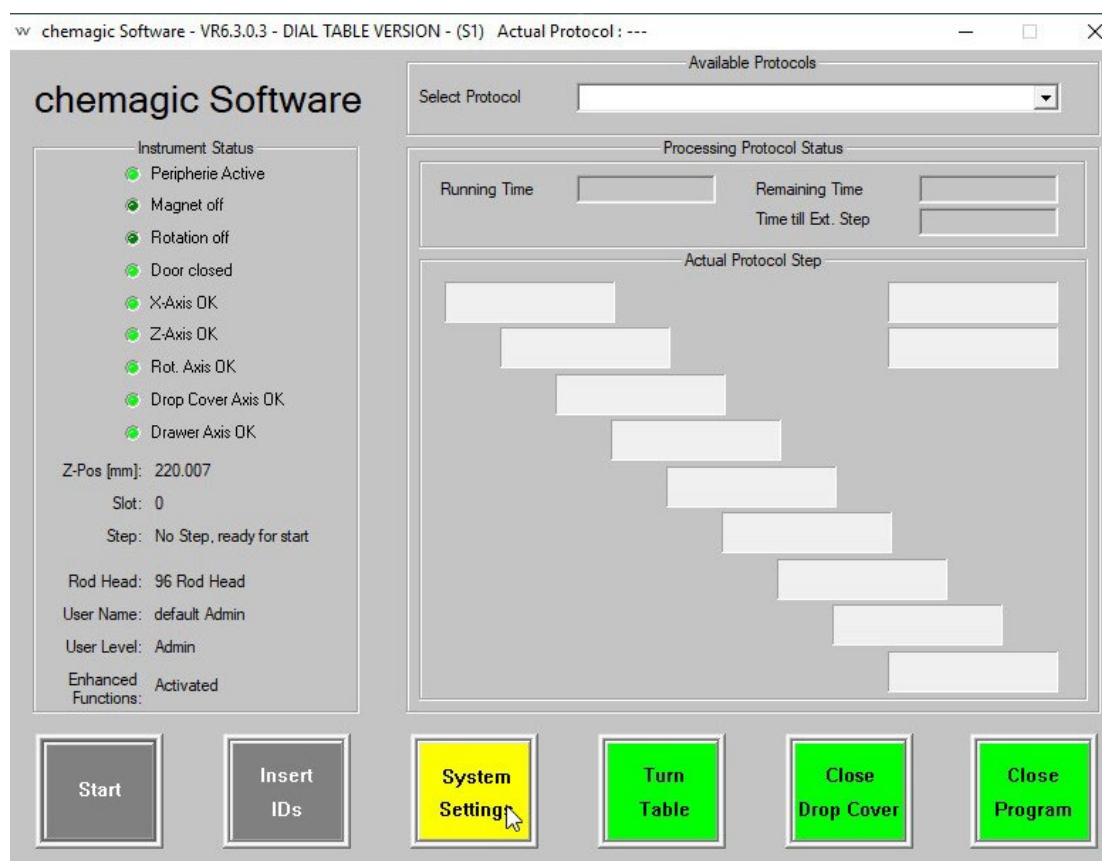 chemagic Software - VR6.3.0.3 - DIAL TABLE VERSION - (S1) Actual Protocol : ---
chemagic Software
Available Protocols
Select Protocol
Instrument Status
Peripherie Active
Magnet off
Rotation off
Door closed
X-Axis OK
Z-Axis OK
Rot. Axis OK
Drop Cover Axis OK
Drawer Axis OK
Z-Pos [mm]: 220.007
Slot: 0
Step: No Step, ready for start
Rod Head: 96 Rod Head
User Name: default Admin
User Level: Admin
Enhanced
Functions: Activated
Processing Protocol Status
Running Time
Remaining Time
Time till Ext. Step
Actual Protocol Step
Start
Insert
IDs
System
Settings
Turn
Table
Close
Drop Cover
Close
Program